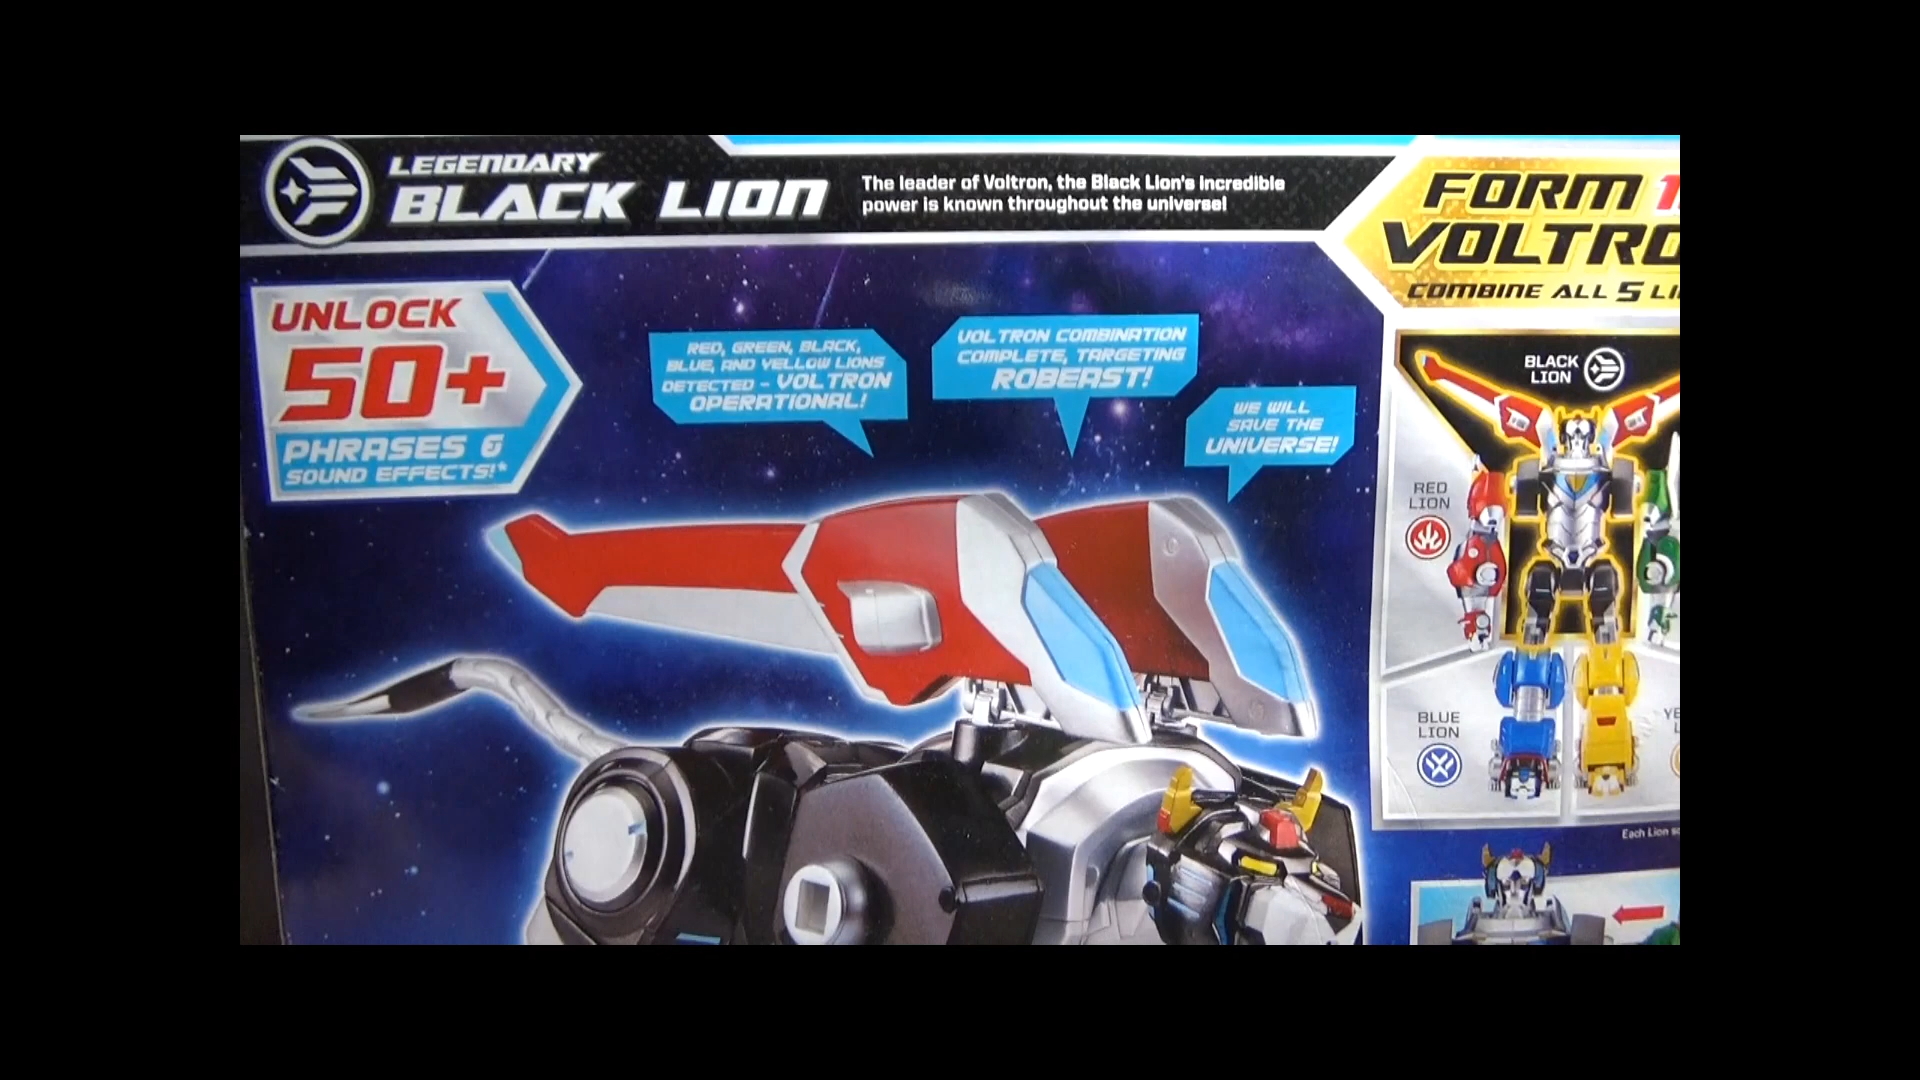 LEGENDARY
BLACK LION
The leader of Voltron, the Black Lion's incredible
power is known throughout the universe!
FORM
VOLTRO
COMBINE ALL 5 LI
UNLOCK
50+
PHRASES &
SOUND EFFECTS!*
RED, GREEN, BLACK,
BLUE, AND YELLOW LIONS
DETECTED - VOLTRON
OPERATIONAL!
VOLTRON COMBINATION
COMPLETE, TARGETING
ROBEAST!
WE WILL
SAVE THE
UNIVERSE!
BLACK
LION
RED
LION
BLUE
LION
YE
L
Each Lion so